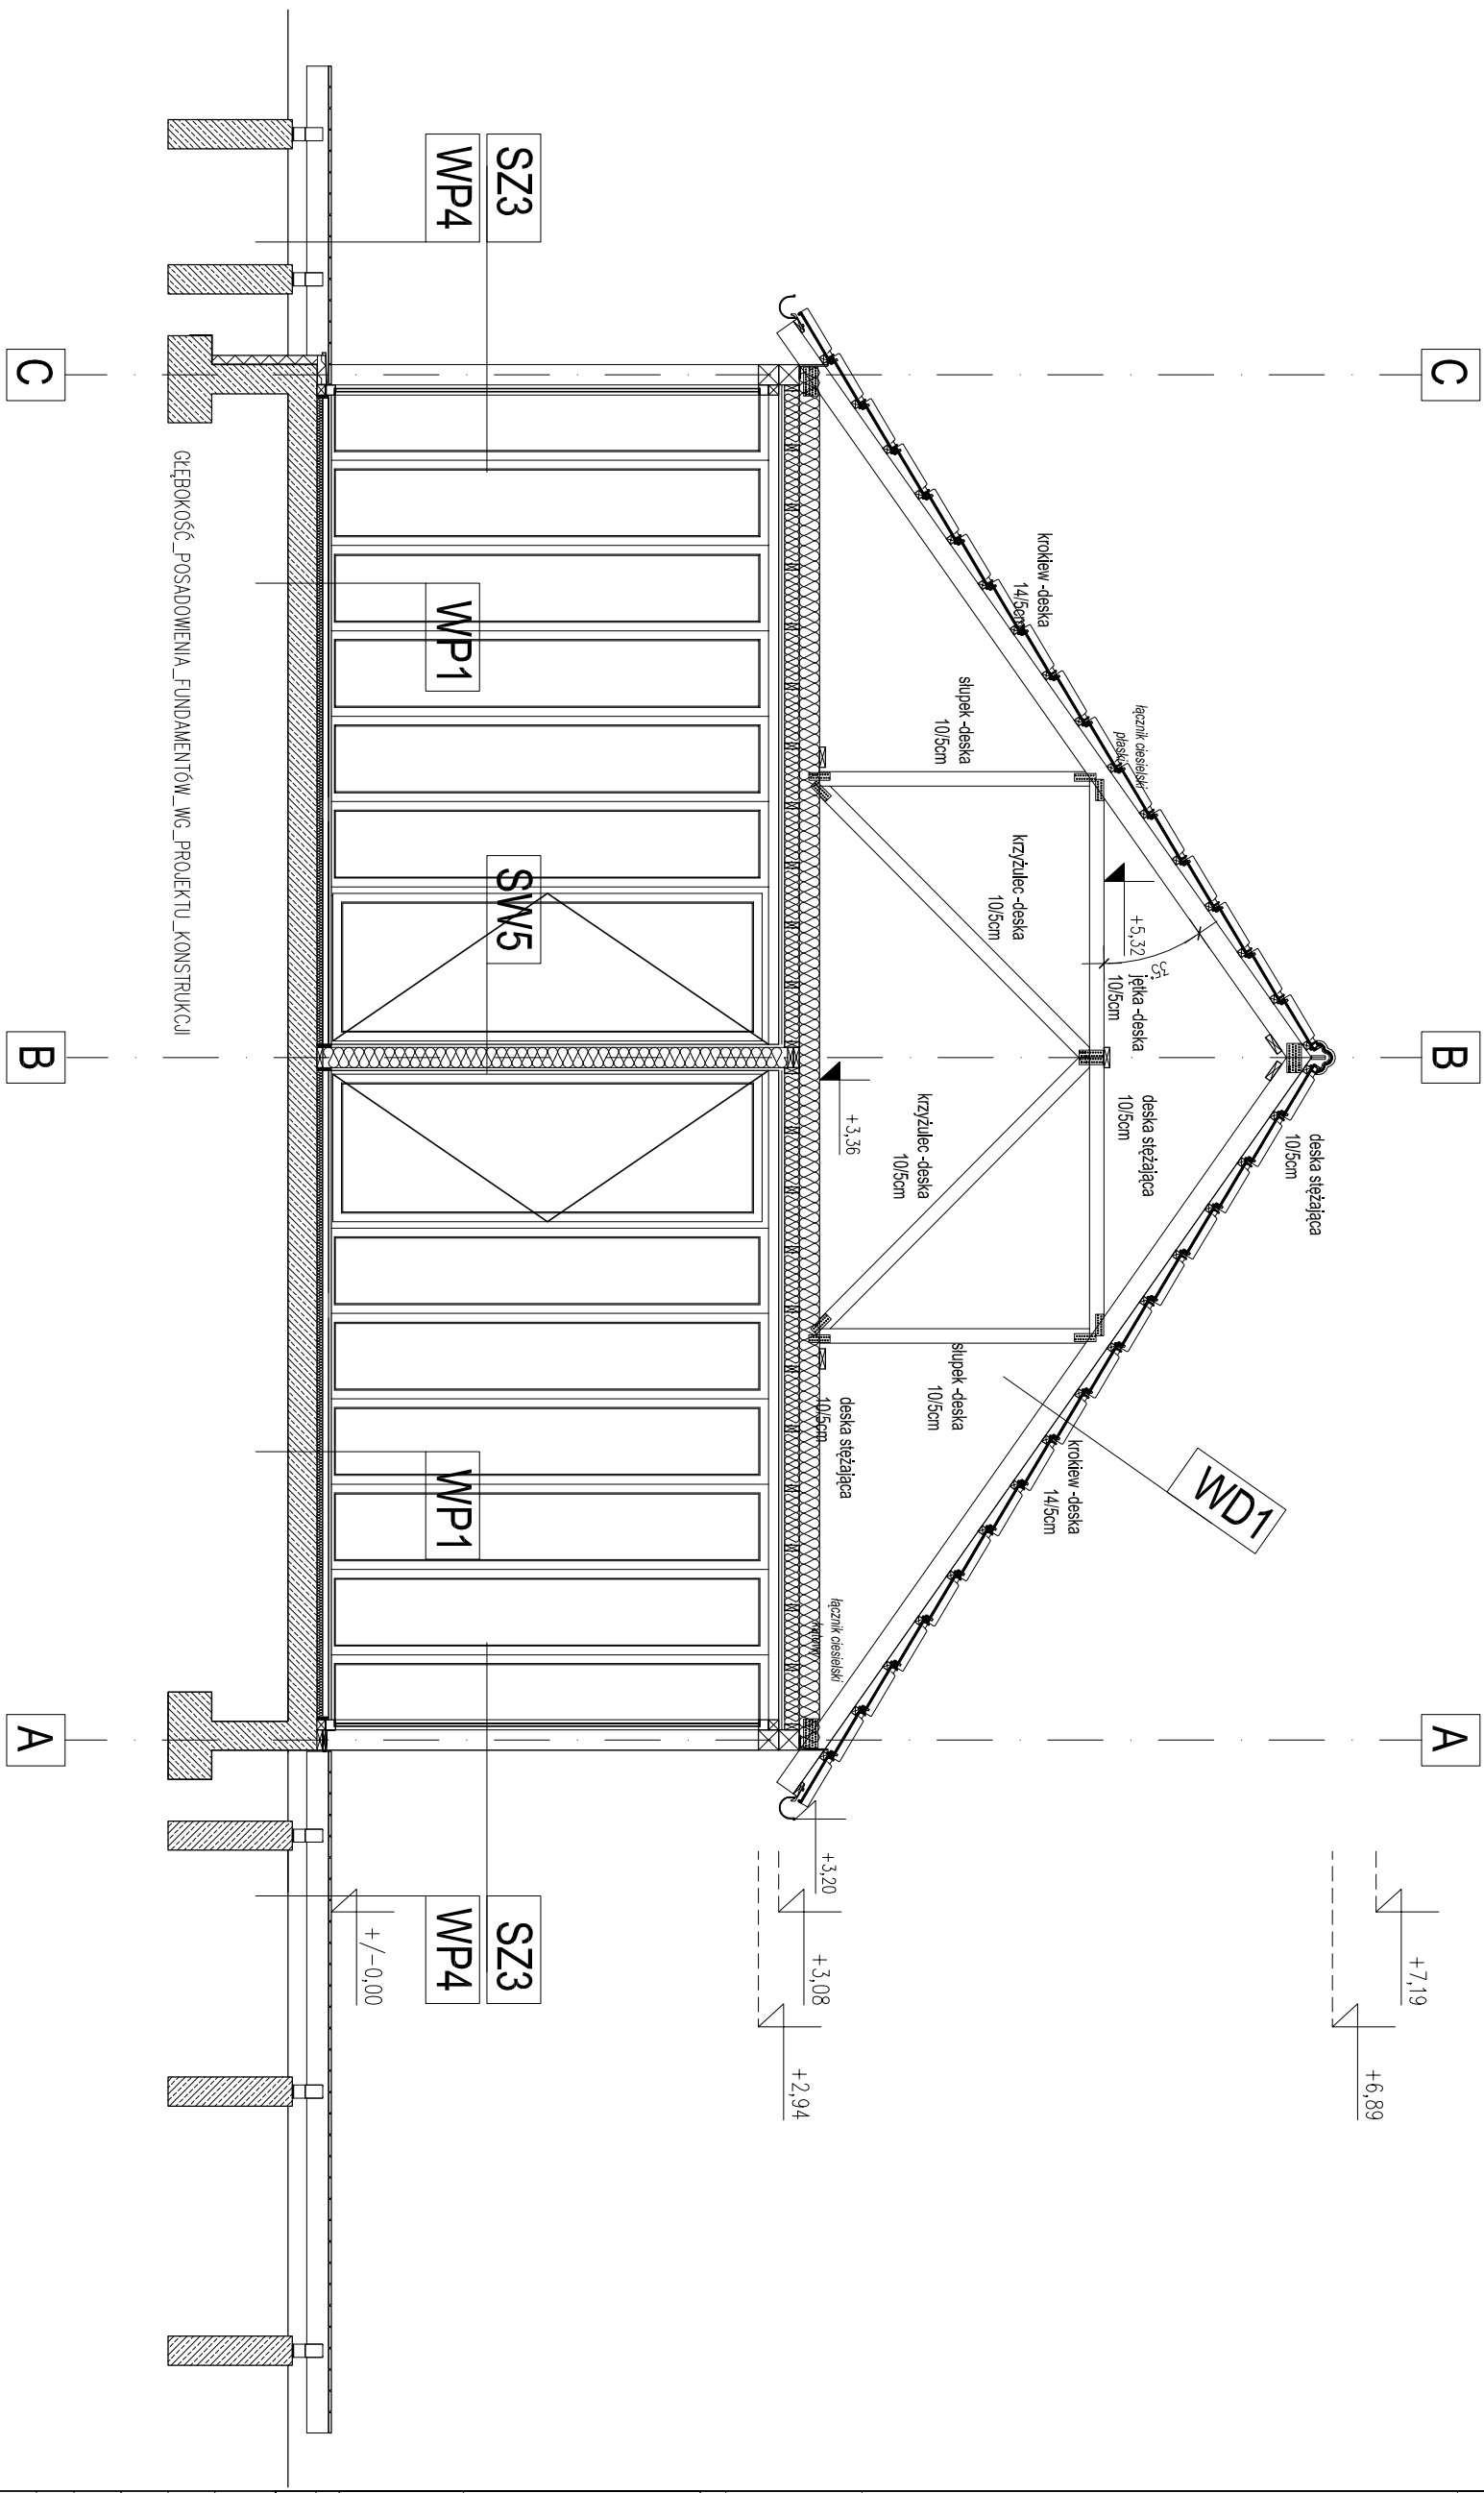 C
B
A
+7,19
+6,89
deska stężająca
10/5cm
WD1
łącznik ciesielski
płaski
35°
+5,32
jętka -deska
10/5cm
deska stężająca
10/5cm
krokiew -deska
14/5cm
krokiew -deska
14/5cm
krzyżulec -deska
10/5cm
słupek -deska
10/5cm
słupek -deska
10/5cm
krzyżulec -deska
10/5cm
+3,36
deska stężająca
10/5cm
łącznik ciesielski
+3,20
+3,08
+2,94
SZ3
WP4
SW5
WP1
WP1
SZ3
WP4
+/-0,00
GŁĘBOKOŚĆ_POSADOWIENIA_FUNDAMENTÓW_WG_PROJEKTU_KONSTRUKCJI
C
B
A